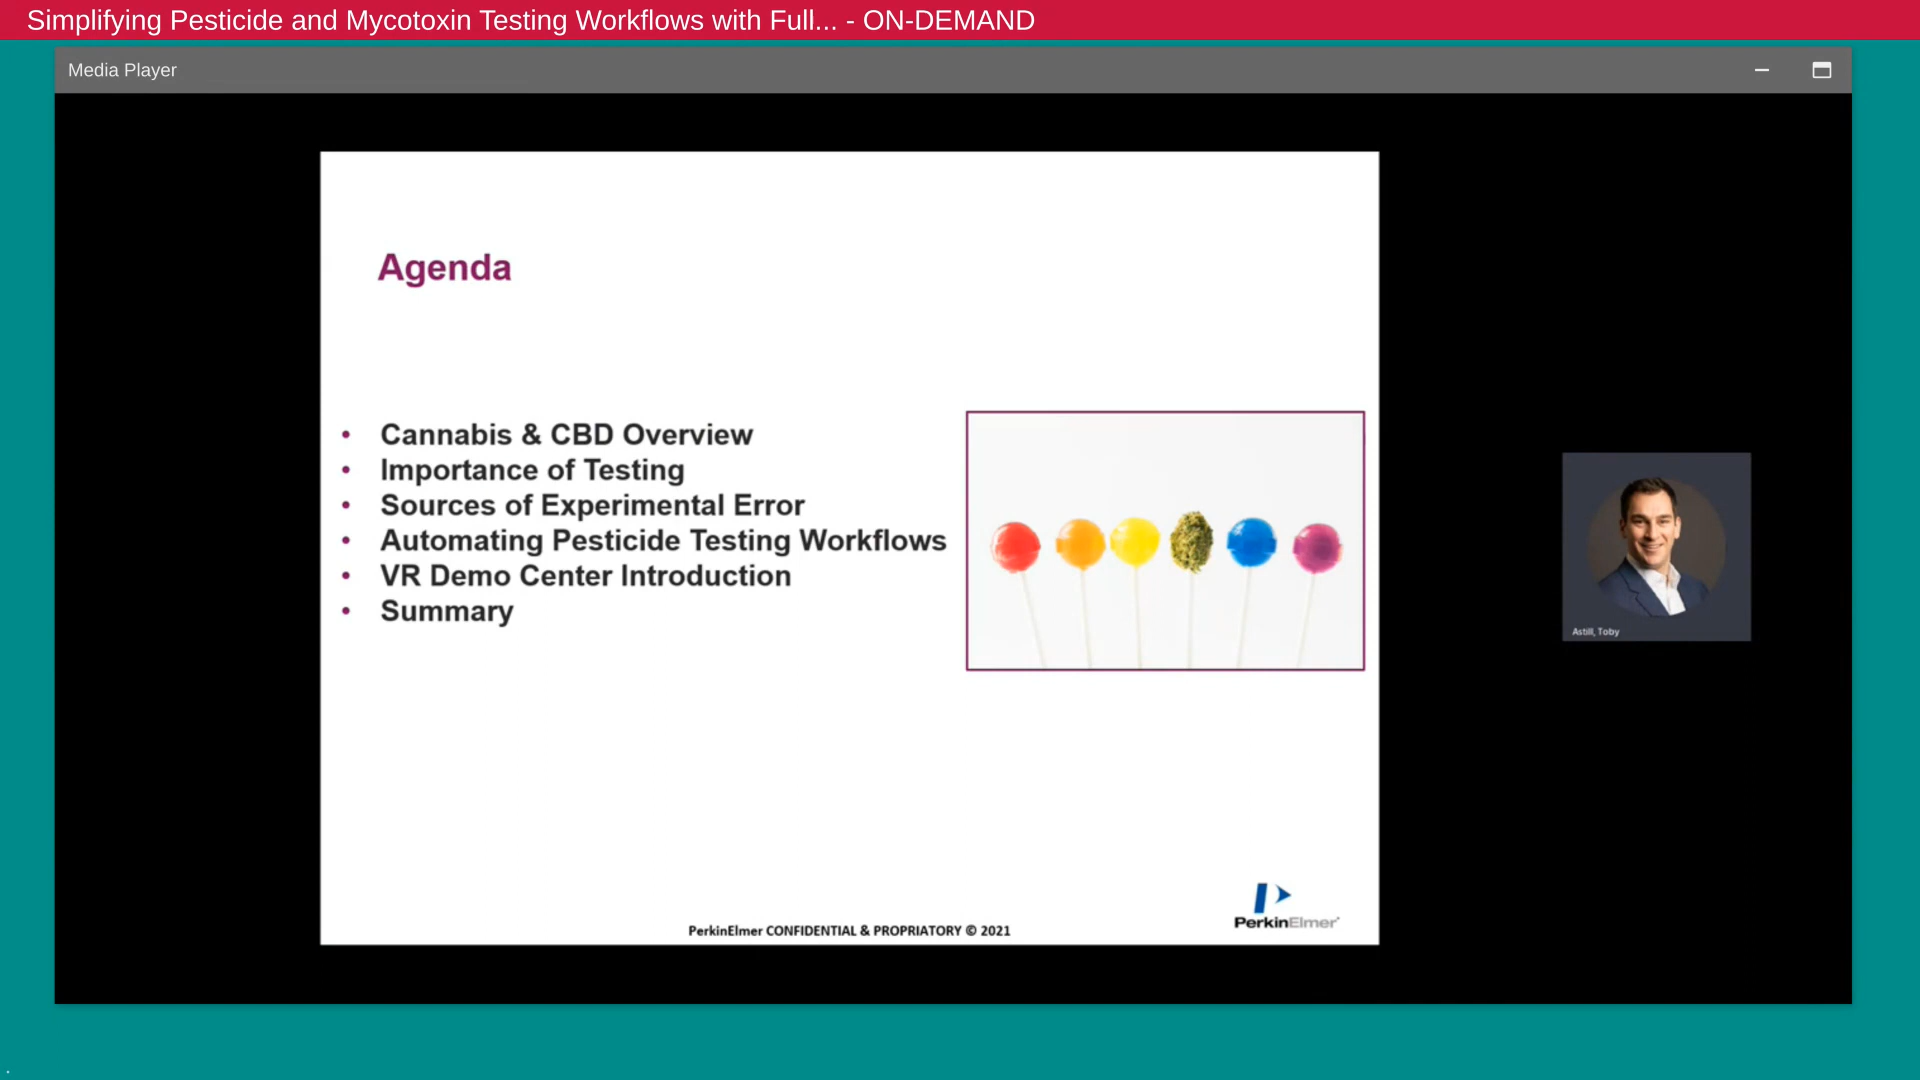 Simplifying Pesticide and Mycotoxin Testing Workflows with Full... - ON-DEMAND
Media Player
Agenda
• Cannabis & CBD Overview
• Importance of Testing
• Sources of Experimental Error
• Automating Pesticide Testing Workflows
• VR Demo Center Introduction
• Summary
Astill, Toby
PerkinElmer
PerkinElmer CONFIDENTIAL & PROPRIATORY © 2021